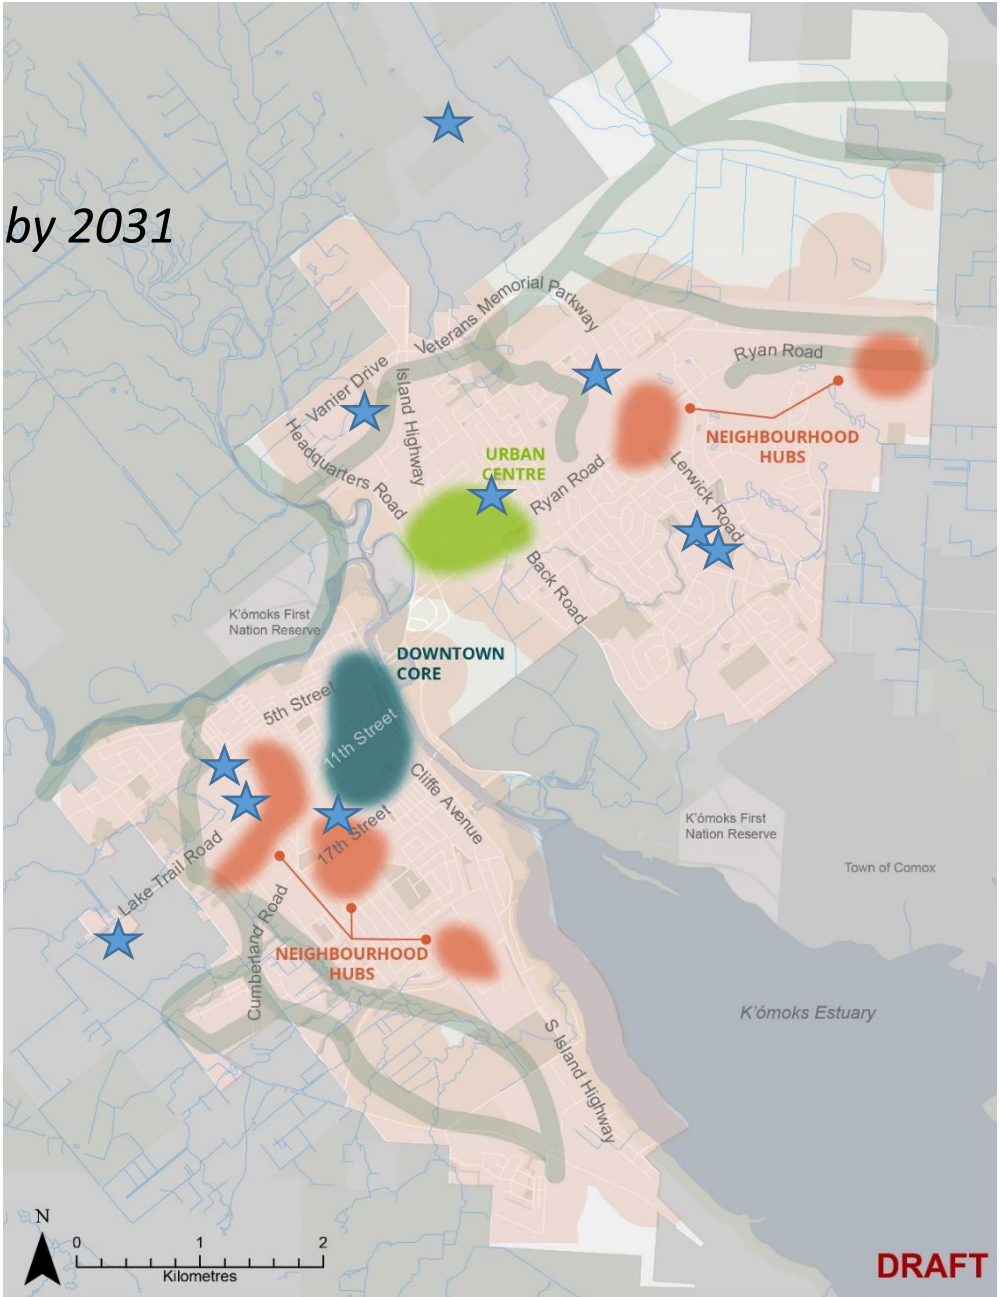 by 2031
Veterans Memorial Parkway
Vanier Drive
Island Highway
Ryan Road
Headquarters Road
NEIGHBOURHOOD
HUBS
URBAN
CENTRE
Ryan Road
Lerwick Road
Back Road
K'ómoks First
Nation Reserve
DOWNTOWN
CORE
5th Street
11th Street
Cliffe Avenue
17th Street
K'ómoks First
Nation Reserve
Town of Comox
Lake Trail Road
Cumberland Road
NEIGHBOURHOOD
HUBS
K'ómoks Estuary
S Island Highway
N
0 1 2
Kilometres
DRAFT